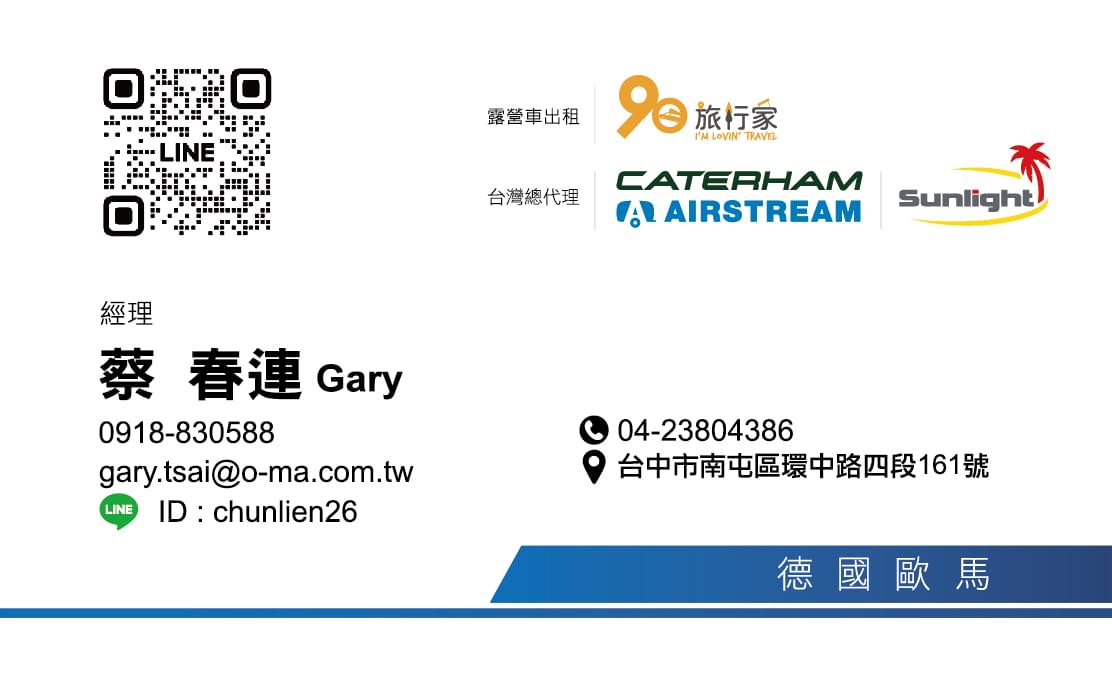 LINE
露營車出租
90 旅行家
I'M LOVIN' TRAVEL
台灣總代理
CATERHAM
AIRSTREAM
Sunlight
經理
蔡 春連 Gary
0918-830588
gary.tsai@o-ma.com.tw
LINE ID : chunlien26
04-23804386
台中市南屯區環中路四段161號
德國歐馬